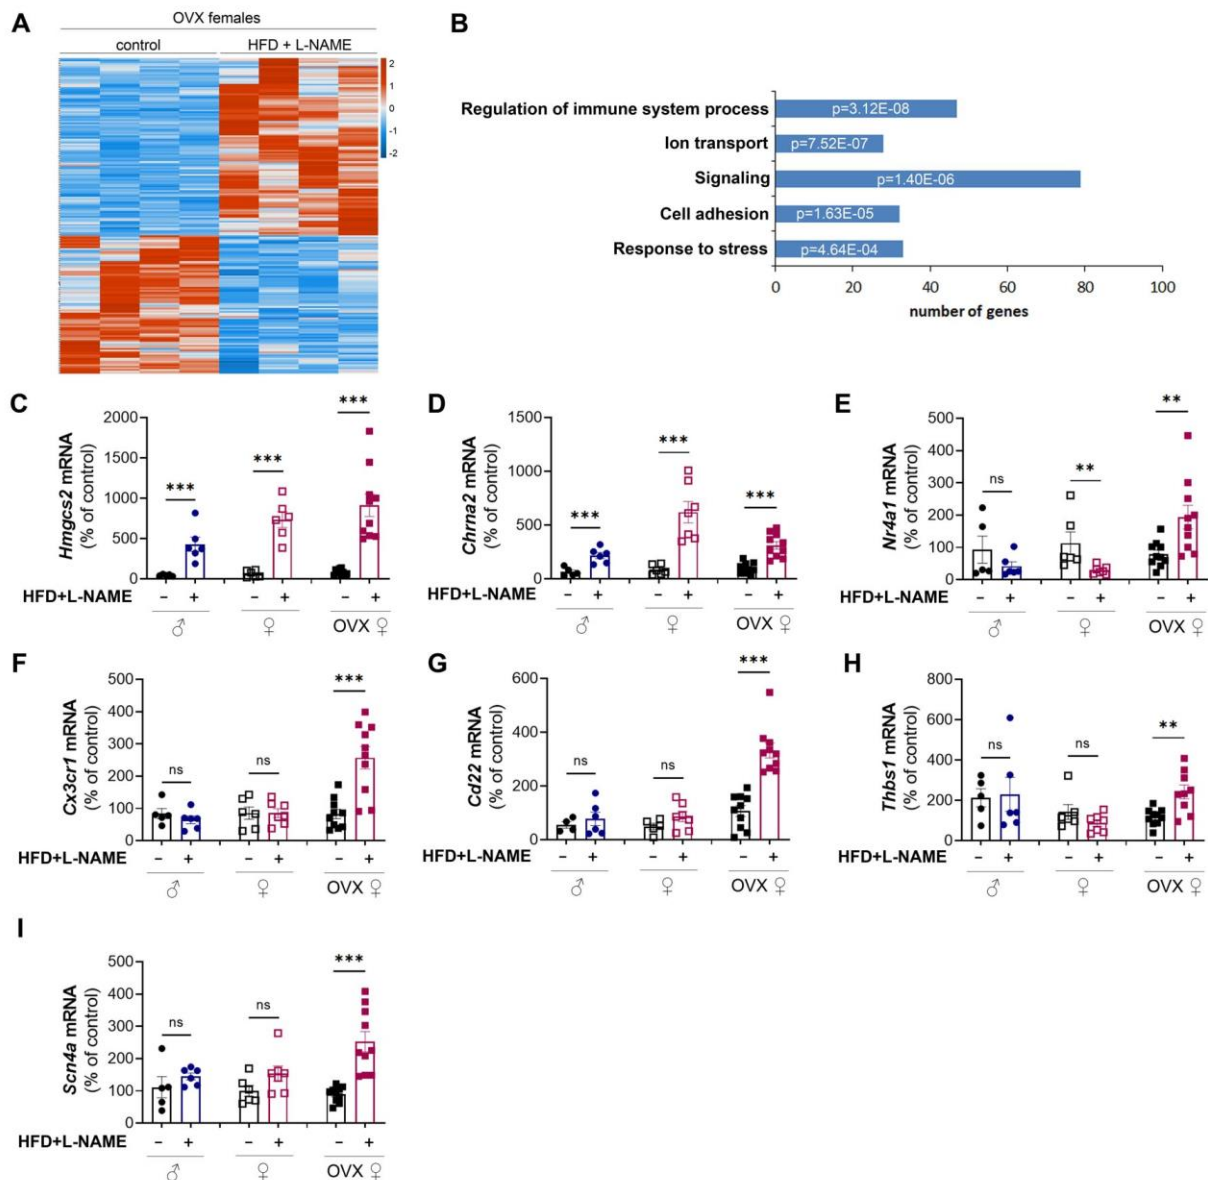 A
OVX females
control HFD + L-NAME
2
1
0
-1
-2
B
Regulation of immune system process p=3.12E-08
Ion transport p=7.52E-07
Signaling p=1.40E-06
Cell adhesion p=1.63E-05
Response to stress p=4.64E-04
0 20 40 60 80 100
number of genes
C
Hmgcs2 mRNA
(% of control)
2000
1500
1000
500
0
*** *** ***
HFD+L-NAME − + − + − +
♂ ♀ OVX ♀
D
Chrna2 mRNA
(% of control)
1500
1000
500
0
*** *** ***
HFD+L-NAME − + − + − +
♂ ♀ OVX ♀
E
Nr4a1 mRNA
(% of control)
500
400
300
200
100
0
ns ** **
HFD+L-NAME − + − + − +
♂ ♀ OVX ♀
F
Cx3cr1 mRNA
(% of control)
500
400
300
200
100
0
ns ns ***
HFD+L-NAME − + − + − +
♂ ♀ OVX ♀
G
Cd22 mRNA
(% of control)
600
400
200
0
ns ns ***
HFD+L-NAME − + − + − +
♂ ♀ OVX ♀
H
Thbs1 mRNA
(% of control)
800
600
400
200
0
ns ns **
HFD+L-NAME − + − + − +
♂ ♀ OVX ♀
I
Scn4a mRNA
(% of control)
500
400
300
200
100
0
ns ns ***
HFD+L-NAME − + − + − +
♂ ♀ OVX ♀